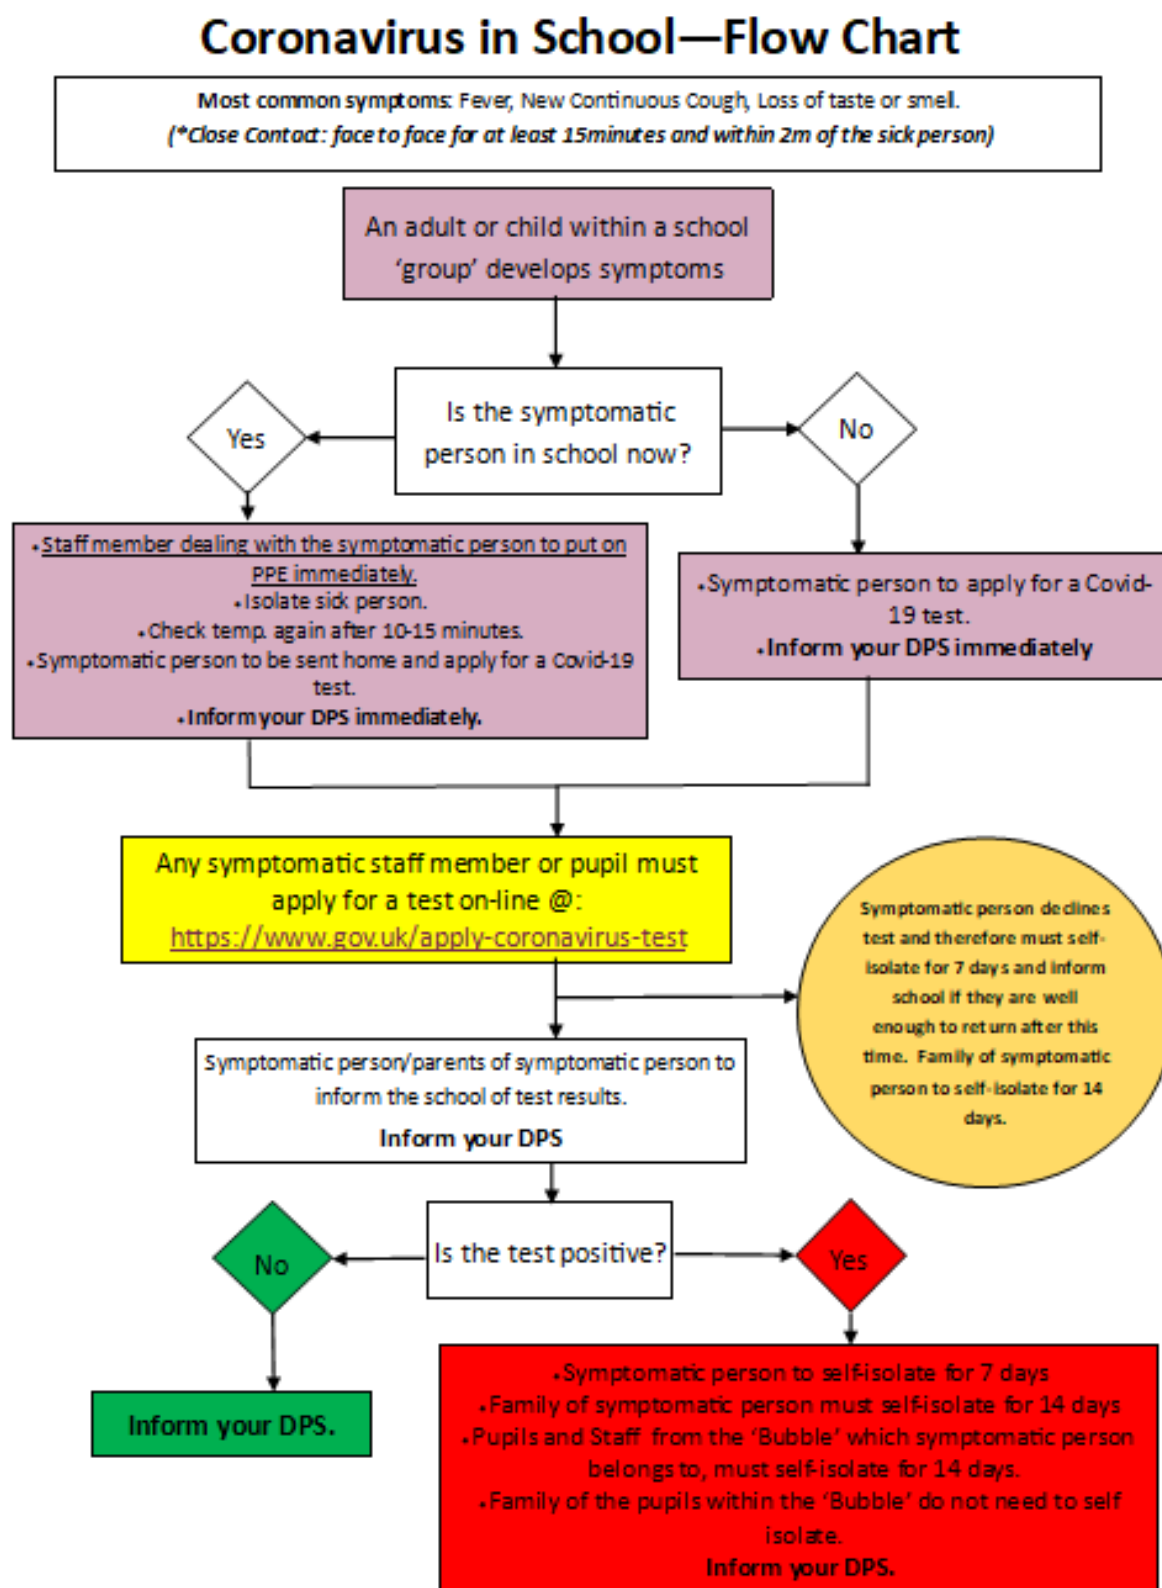 Coronavirus in School—Flow Chart
Most common symptoms: Fever, New Continuous Cough, Loss of taste or smell.
(*Close Contact: face to face for at least 15minutes and within 2m of the sick person)
An adult or child within a school
‘group’ develops symptoms
Is the symptomatic
person in school now?
Yes
No
•Staff member dealing with the symptomatic person to put on
PPE immediately.
•Isolate sick person.
•Check temp. again after 10-15 minutes.
•Symptomatic person to be sent home and apply for a Covid-19
test.
•Inform your DPS immediately.
•Symptomatic person to apply for a Covid-
19 test.
•Inform your DPS immediately
Any symptomatic staff member or pupil must
apply for a test on-line @:
https://www.gov.uk/apply-coronavirus-test
Symptomatic person declines
test and therefore must self-
isolate for 7 days and inform
school if they are well
enough to return after this
time. Family of symptomatic
person to self-isolate for 14
days.
Symptomatic person/parents of symptomatic person to
inform the school of test results.
Inform your DPS
Is the test positive?
No
Yes
Inform your DPS.
•Symptomatic person to self-isolate for 7 days
•Family of symptomatic person must self-isolate for 14 days
•Pupils and Staff from the ‘Bubble’ which symptomatic person
belongs to, must self-isolate for 14 days.
•Family of the pupils within the ‘Bubble’ do not need to self
isolate.
Inform your DPS.